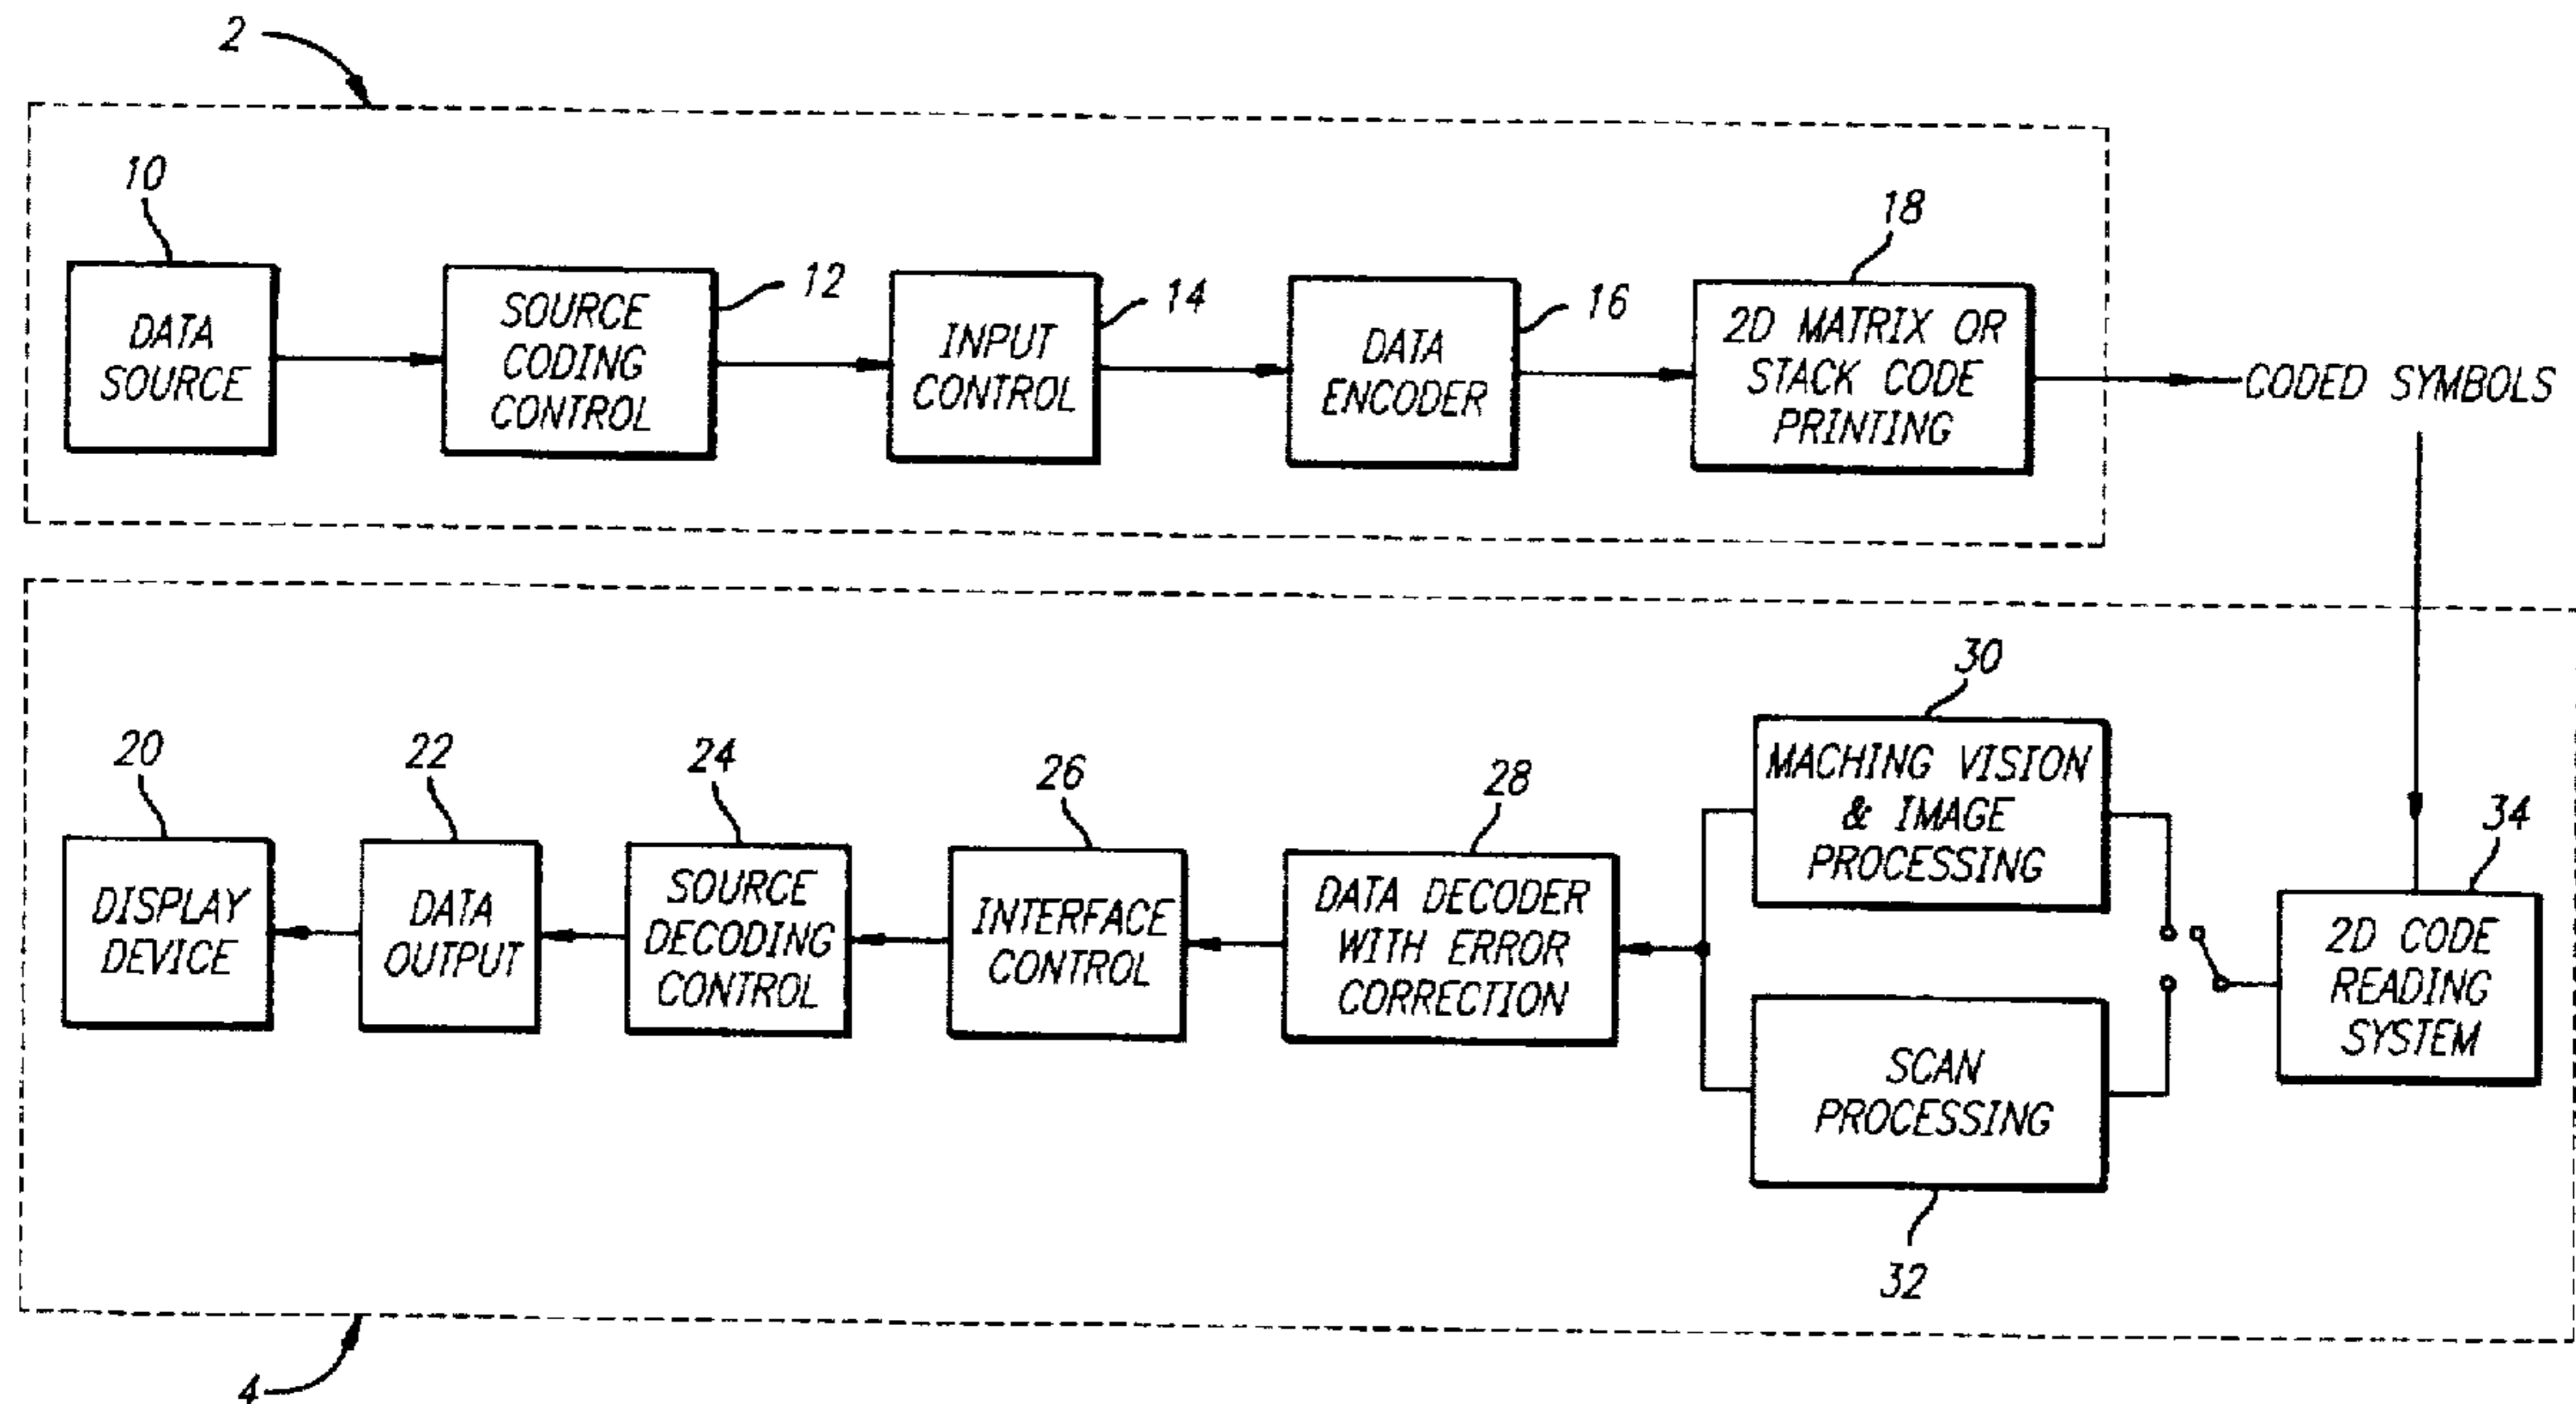 2
10
DATA
SOURCE
SOURCE
CODING
CONTROL
12
INPUT
CONTROL
14
DATA
ENCODER
16
18
2D MATRIX OR
STACK CODE
PRINTING
CODED SYMBOLS
20
DISPLAY
DEVICE
22
DATA
OUTPUT
24
SOURCE
DECODING
CONTROL
26
INTERFACE
CONTROL
28
DATA DECODER
WITH ERROR
CORRECTION
30
MACHING VISION
& IMAGE
PROCESSING
SCAN
PROCESSING
32
34
2D CODE
READING
SYSTEM
4